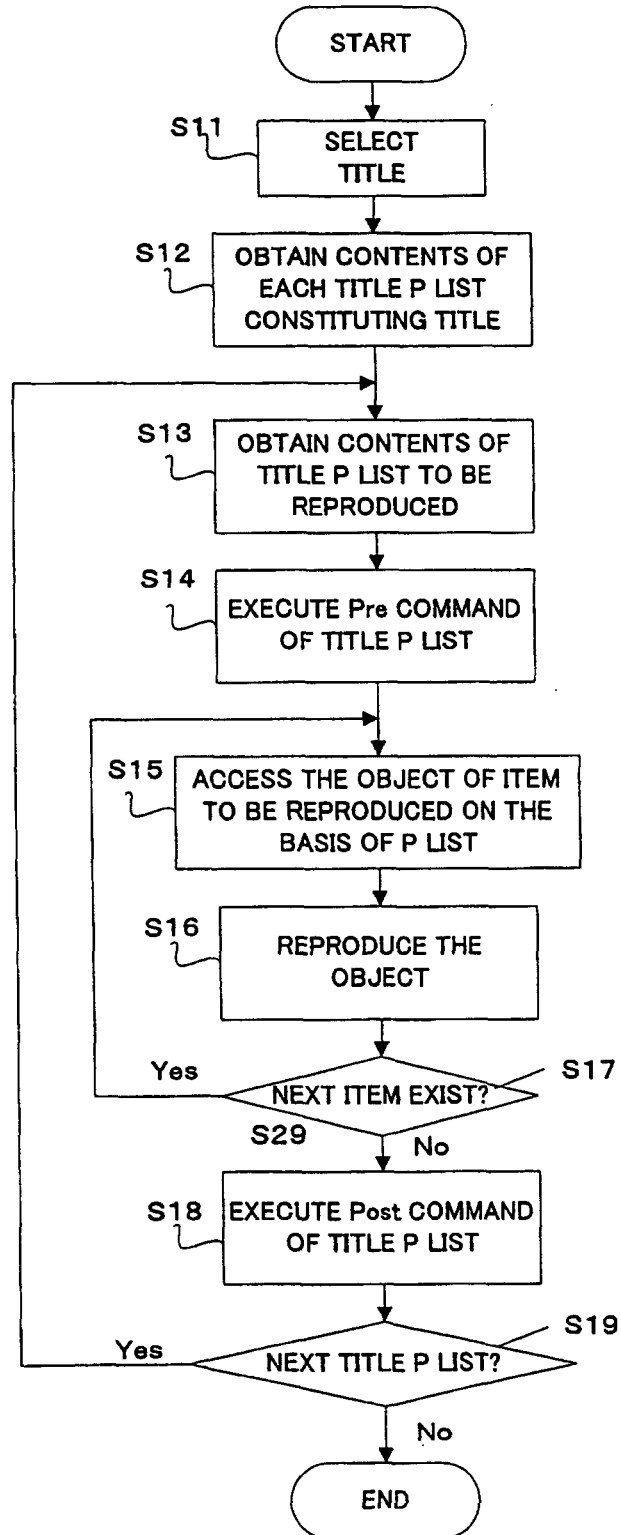 START
S11
SELECT
TITLE
S12
OBTAIN CONTENTS OF
EACH TITLE P LIST
CONSTITUTING TITLE
S13
OBTAIN CONTENTS OF
TITLE P LIST TO BE
REPRODUCED
S14
EXECUTE Pre COMMAND
OF TITLE P LIST
S15
ACCESS THE OBJECT OF ITEM
TO BE REPRODUCED ON THE
BASIS OF P LIST
S16
REPRODUCE THE
OBJECT
Yes
NEXT ITEM EXIST?
S17
S29
No
S18
EXECUTE Post COMMAND
OF TITLE P LIST
S19
Yes
NEXT TITLE P LIST?
No
END